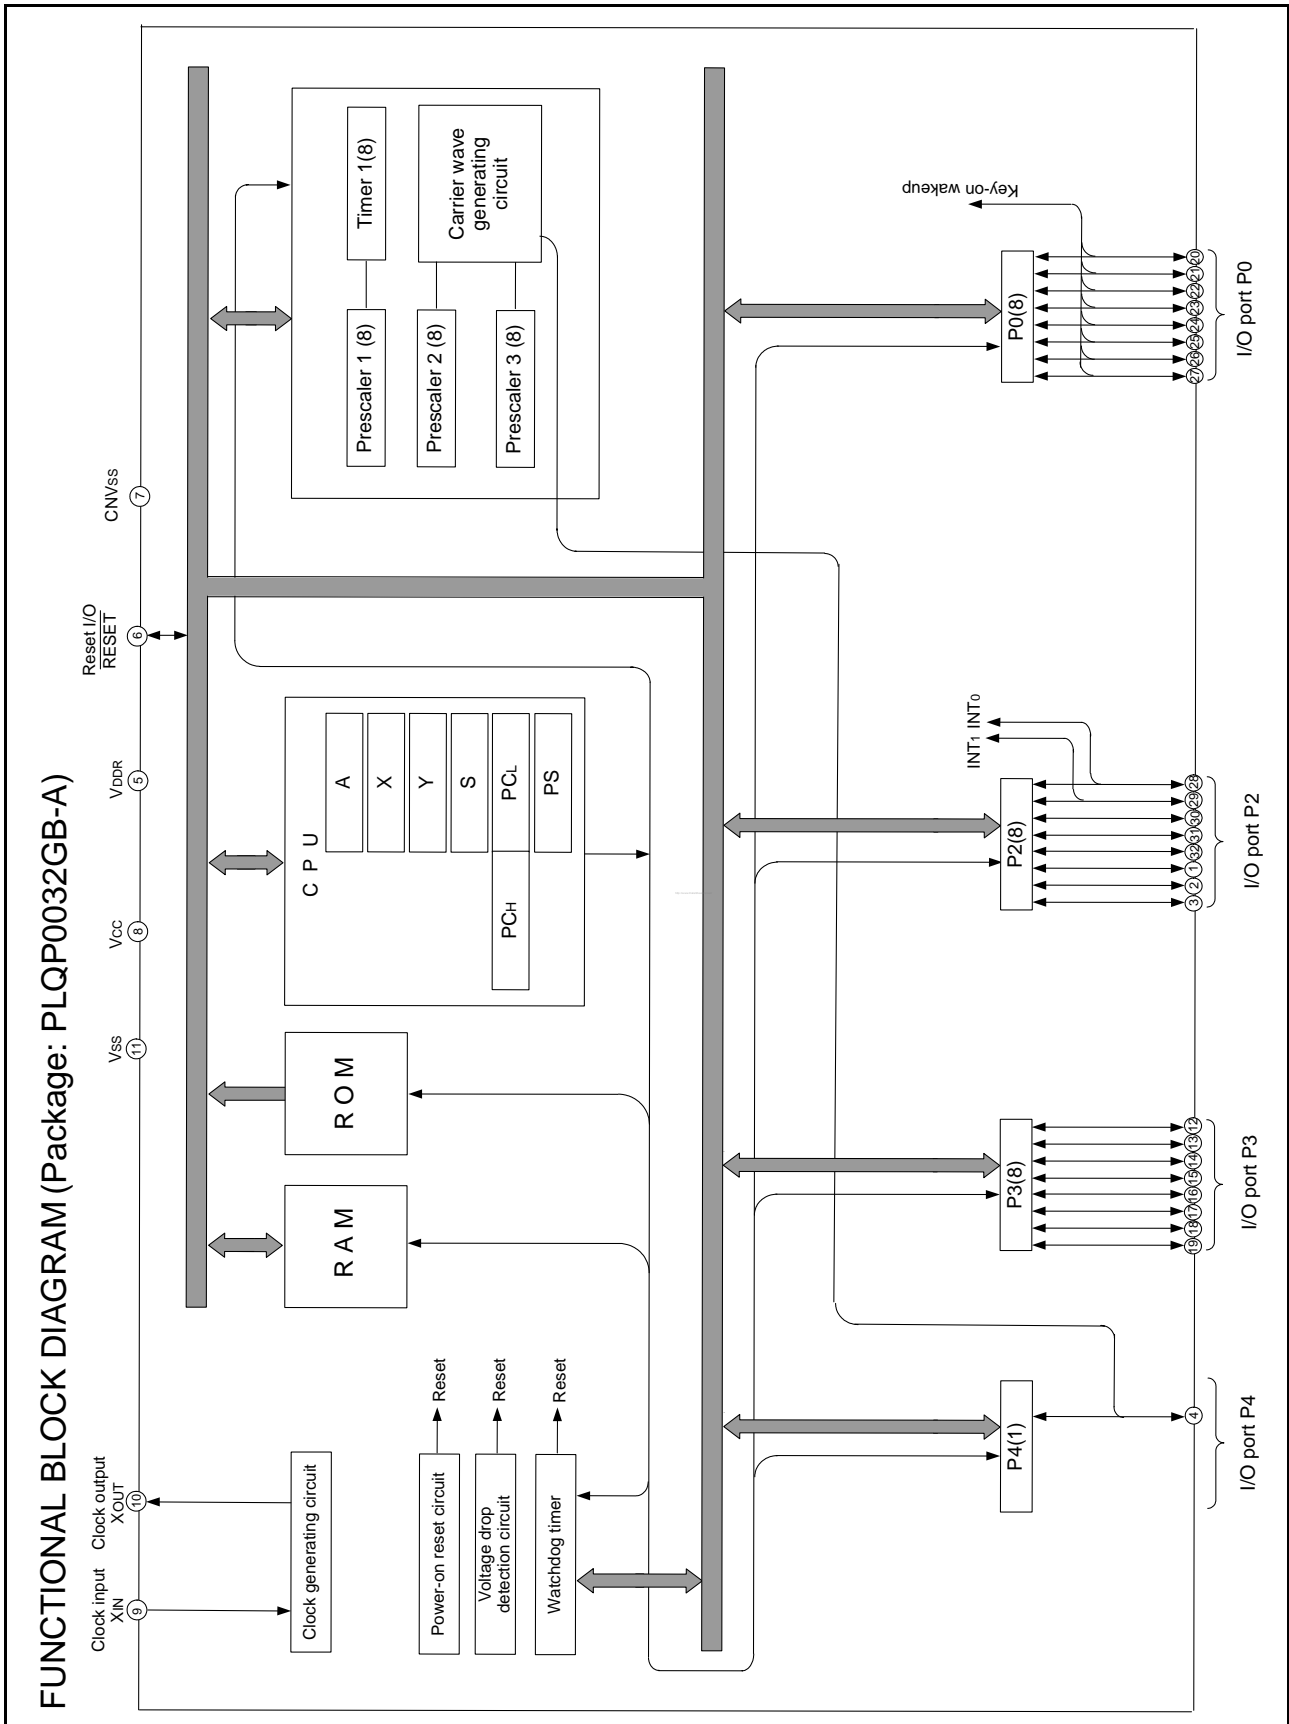 FUNCTIONAL BLOCK DIAGRAM (Package: PLQP0032GB-A)
Clock input
XIN
9
Clock output
XOUT
10
VSS
11
VCC
8
VDDR
5
Reset I/O
RESET
6
CNVSS
7
Clock generating circuit
RAM
ROM
CPU
A
X
Y
S
PCH
PCL
PS
Timer 1(8)
Prescaler 1 (8)
Prescaler 2 (8)
Prescaler 3 (8)
Carrier wave
generating
circuit
Power-on reset circuit
Reset
Voltage drop
detection circuit
Reset
Watchdog timer
Reset
INT1
INT0
Key-on wakeup
P4(1)
P3(8)
P2(8)
P0(8)
4
19
18
17
16
15
14
13
12
3
2
1
32
31
30
29
28
27
26
25
24
23
22
21
20
I/O port P4
I/O port P3
I/O port P2
I/O port P0